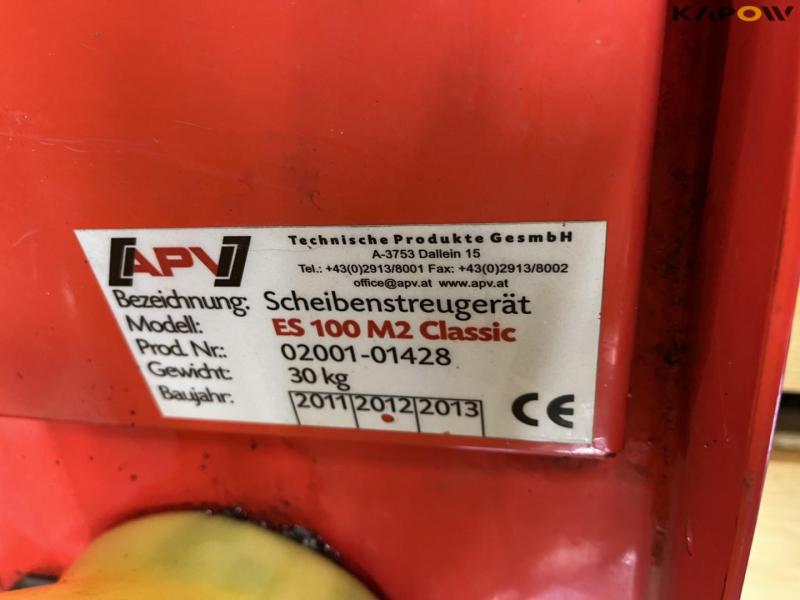 KAPOW
[APV]
Technische Produkte GesmbH
A-3753 Dallein 15
Tel.: +43(0)2913/8001 Fax: +43(0)2913/8002
office@apv.at www.apv.at
Bezeichnung: Scheibenstreugerät
Modell: ES 100 M2 Classic
Prod. Nr.: 02001-01428
Gewicht: 30 kg
Baujahr: 2011 2012 2013
CE